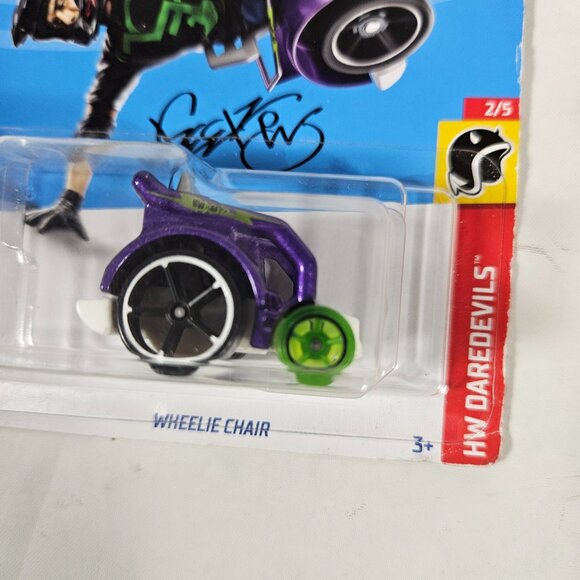 2/5
HW DAREDEVILS™
WHEELIE CHAIR
3+